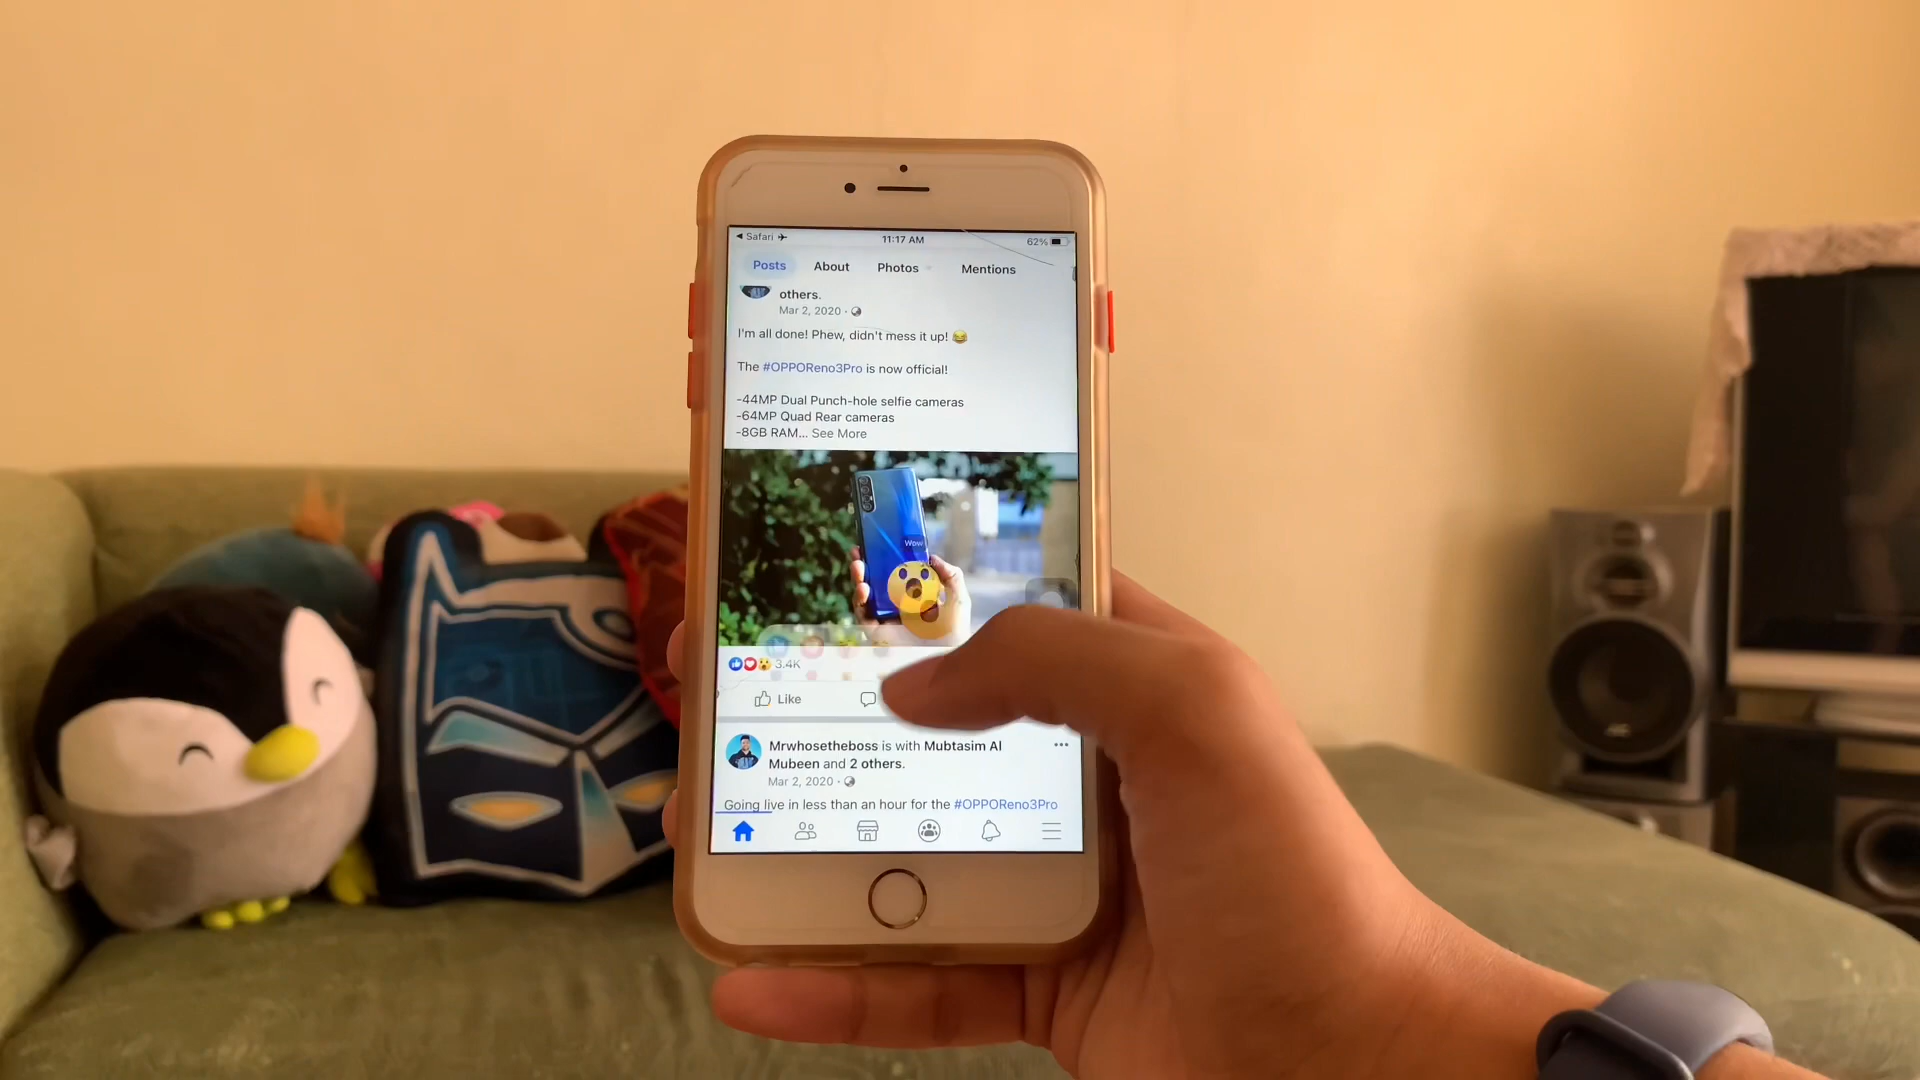 Safari
11:17 AM
62%
Posts About Photos Mentions
others.
Mar 2, 2020 ·
I'm all done! Phew, didn't mess it up! 😂
The #OPPOReno3Pro is now official!
-44MP Dual Punch-hole selfie cameras
-64MP Quad Rear cameras
-8GB RAM... See More
Wow
3.4K
Like
Mrwhosetheboss is with Mubtasim Al
Mubeen and 2 others.
Mar 2, 2020 ·
Going live in less than an hour for the #OPPOReno3Pro